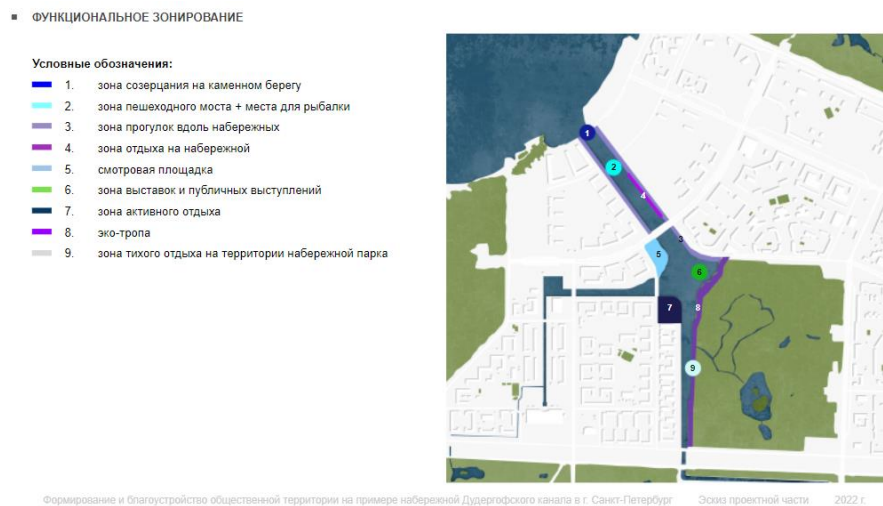 ФУНКЦИОНАЛЬНОЕ ЗОНИРОВАНИЕ
Условные обозначения:
1. зона созерцания на каменном берегу
2. зона пешеходного моста + места для рыбалки
3. зона прогулок вдоль набережных
4. зона отдыха на набережной
5. смотровая площадка
6. зона выставок и публичных выступлений
7. зона активного отдыха
8. эко-тропа
9. зона тихого отдыха на территории набережной парка
1
2
4
3
5
6
7
8
9
Формирование и благоустройство общественной территории на примере набережной Дудергофского канала в г. Санкт-Петербург Эскиз проектной части 2022 г.